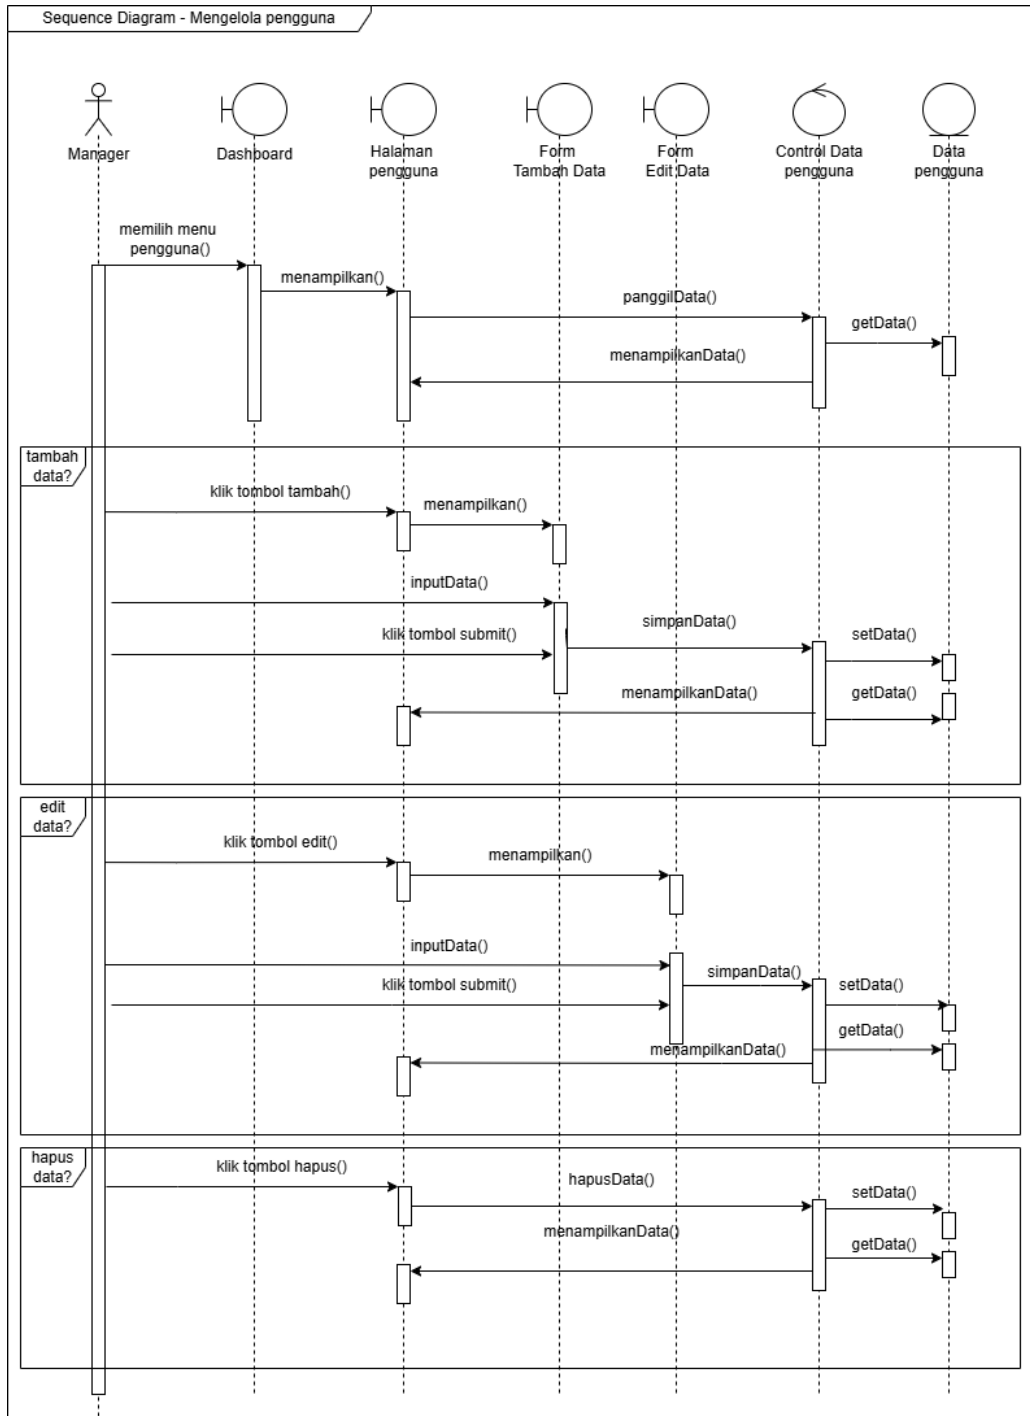 Sequence Diagram - Mengelola pengguna
Manager
Dashboard
Halaman
pengguna
Form
Tambah Data
Form
Edit Data
Control Data
pengguna
Data
pengguna
memilih menu
pengguna()
menampilkan()
panggilData()
getData()
menampilkanData()
tambah
data?
klik tombol tambah()
menampilkan()
inputData()
simpanData()
klik tombol submit()
setData()
menampilkanData()
getData()
edit
data?
klik tombol edit()
menampilkan()
inputData()
simpanData()
klik tombol submit()
setData()
getData()
menampilkanData()
hapus
data?
klik tombol hapus()
hapusData()
setData()
menampilkanData()
getData()